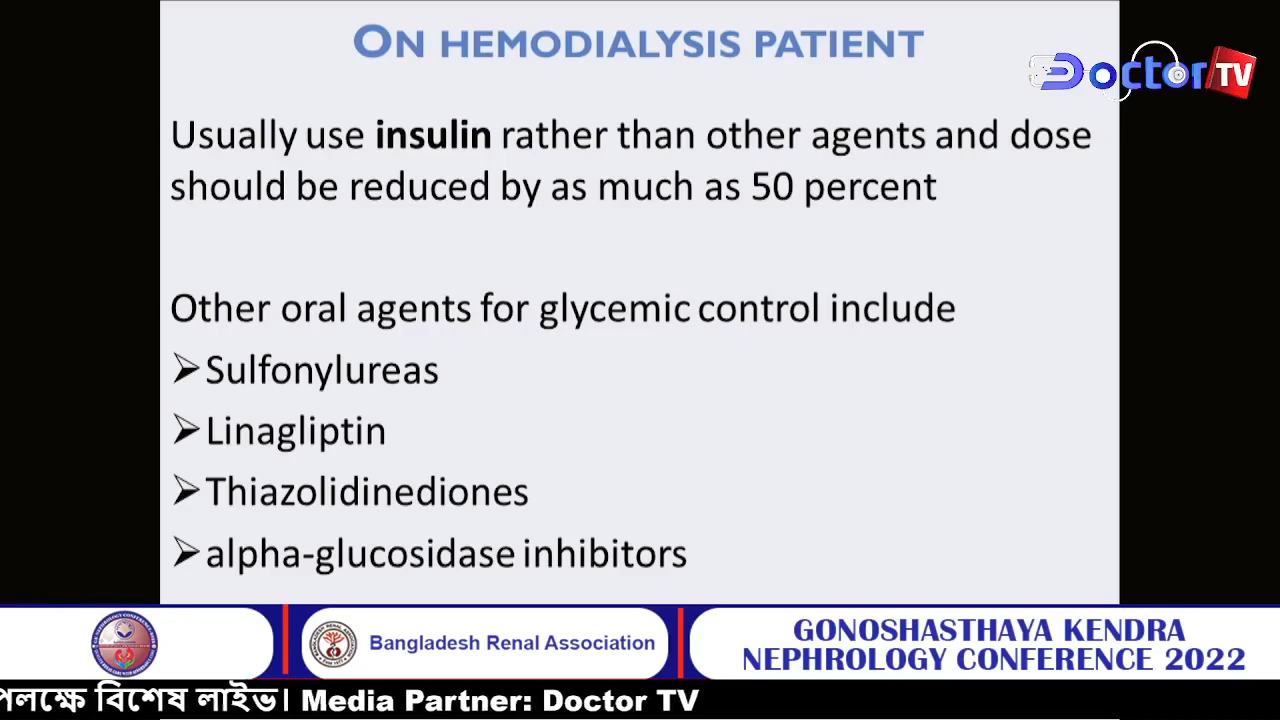 ON HEMODIALYSIS PATIENT
Doctor TV
Usually use insulin rather than other agents and dose
should be reduced by as much as 50 percent
Other oral agents for glycemic control include
➢Sulfonylureas
➢Linagliptin
➢Thiazolidinediones
➢alpha-glucosidase inhibitors
Bangladesh Renal Association
GONOSHASTHAYA KENDRA
NEPHROLOGY CONFERENCE 2022
পলক্ষে বিশেষ লাইভ। Media Partner: Doctor TV